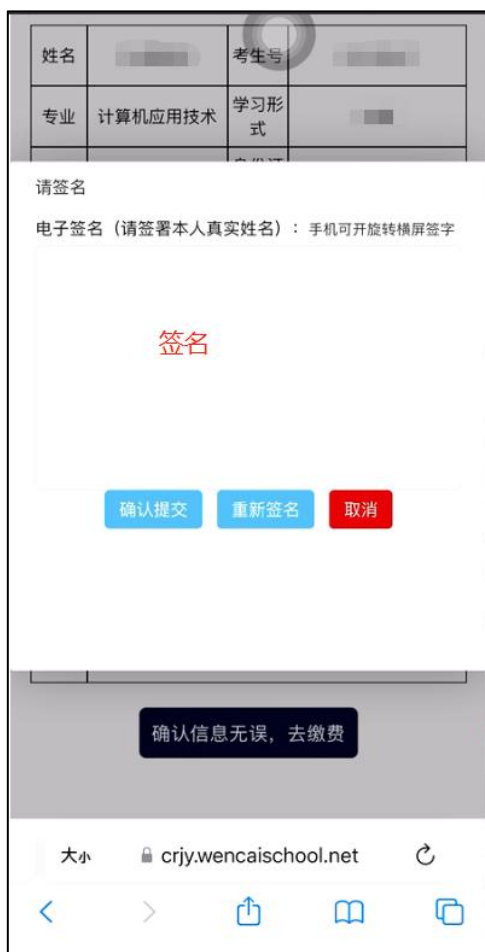 姓名 考生号
专业 计算机应用技术 学习形式
请签名
电子签名（请签署本人真实姓名）： 手机可开旋转横屏签字
签名
确认提交 重新签名 取消
确认信息无误，去缴费
大小 crjy.wencaischool.net